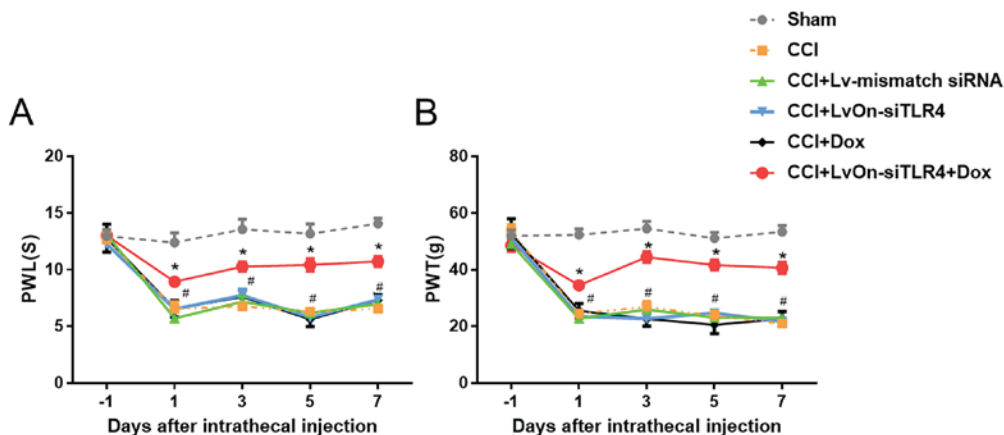 Sham
CCI
CCI+Lv-mismatch siRNA
CCI+LvOn-siTLR4
CCI+Dox
CCI+LvOn-siTLR4+Dox
A
PWL(S)
20
15
10
5
0
* * * *
# # # #
-1 1 3 5 7
Days after intrathecal injection
B
PWT(g)
80
60
40
20
0
* * * *
# # # #
-1 1 3 5 7
Days after intrathecal injection